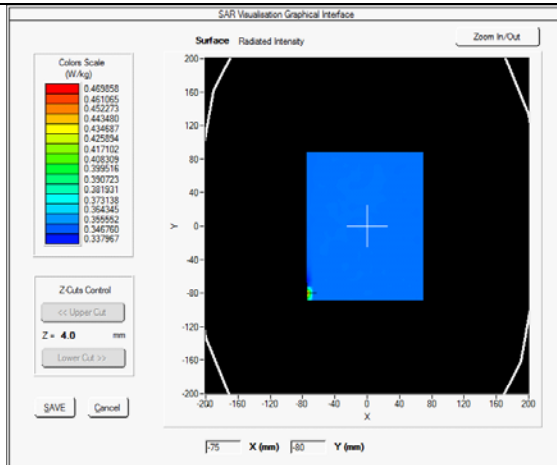 SAR Visualisation Graphical Interface
Surface Radiated Intensity
Zoom In/Out
Colors Scale
(W/kg)
0.469858
0.461065
0.452273
0.443480
0.434687
0.425894
0.417102
0.408309
0.399516
0.390723
0.381931
0.373138
0.364345
0.355552
0.346760
0.337967
Z-Cuts Control
<< Upper Cut
Z = 4.0 mm
Lower Cut >>
SAVE Cancel
200
160
120
80
40
0
-40
-80
-120
-160
-200
Y
-200 -160 -120 -80 -40 0 40 80 120 160 200
X
-75 X (mm) -80 Y (mm)